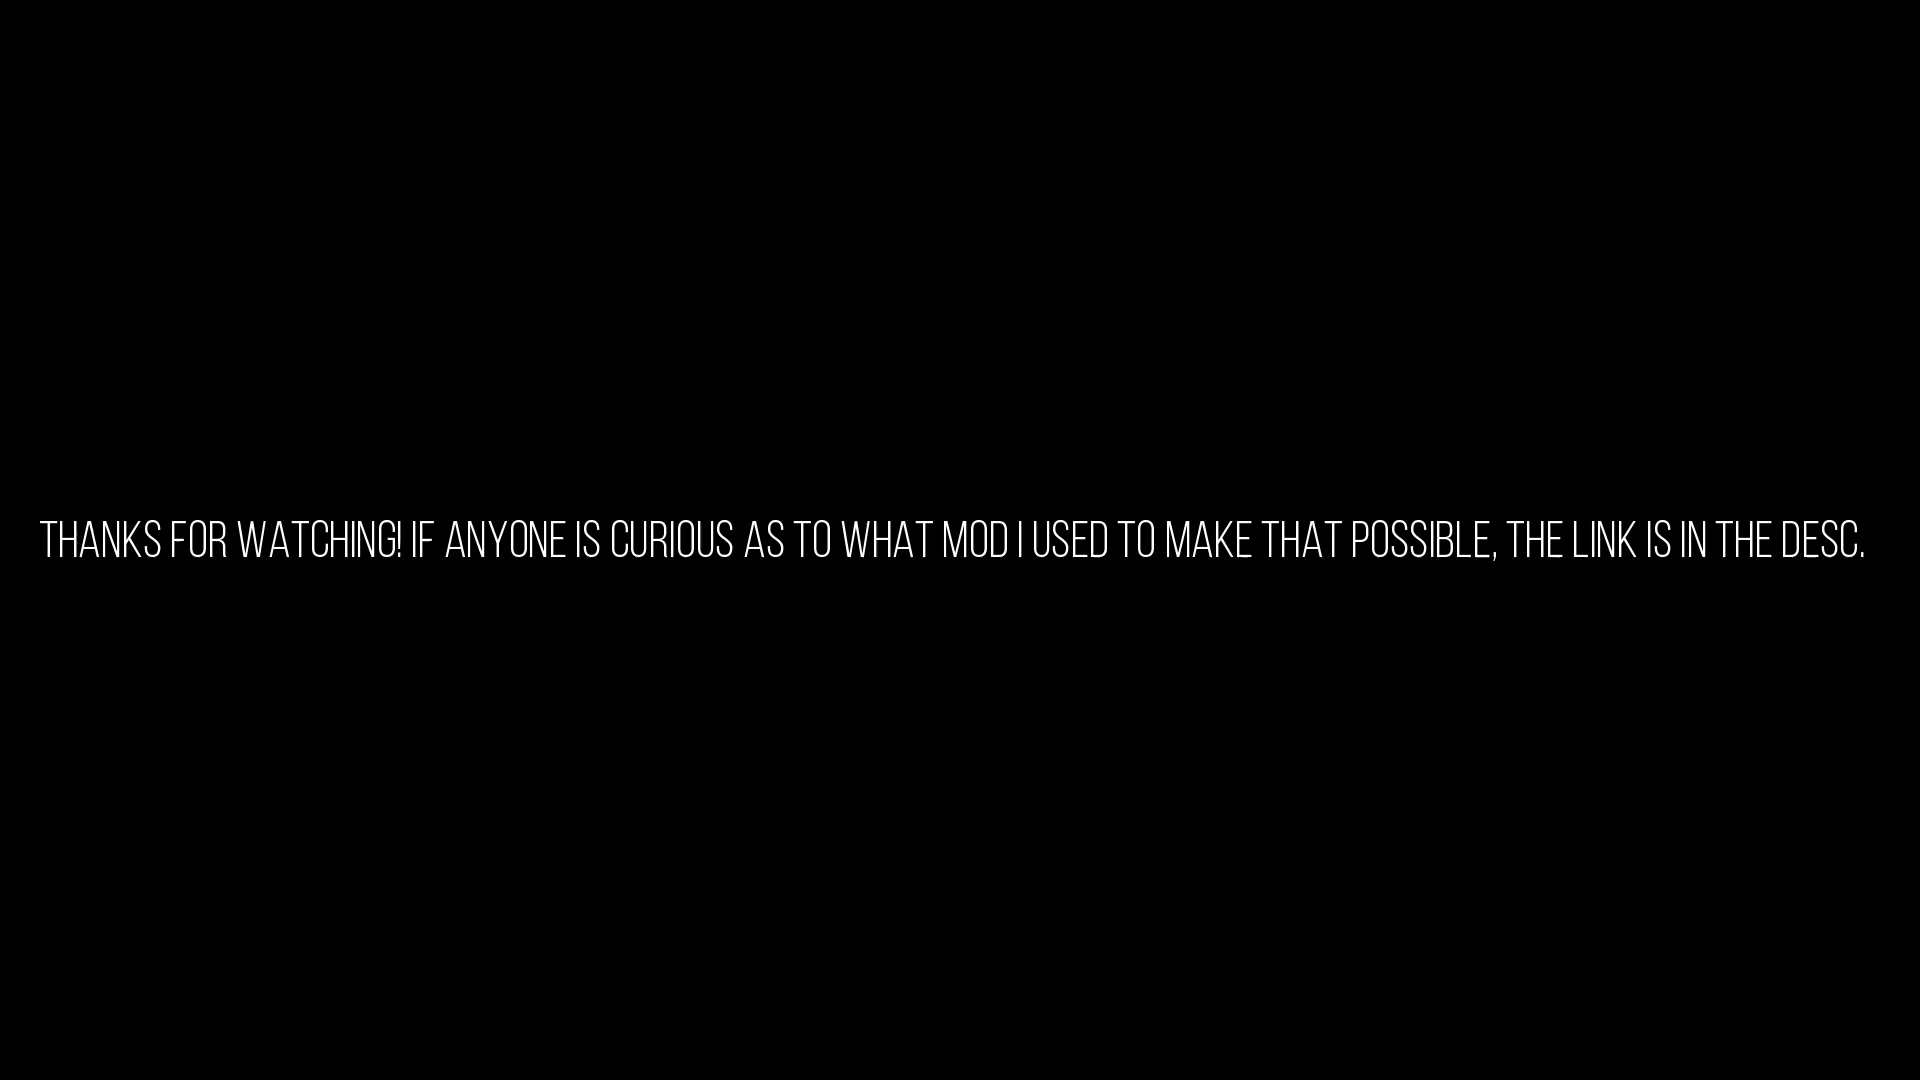 THANKS FOR WATCHING! IF ANYONE IS CURIOUS AS TO WHAT MOD I USED TO MAKE THAT POSSIBLE, THE LINK IS IN THE DESC.